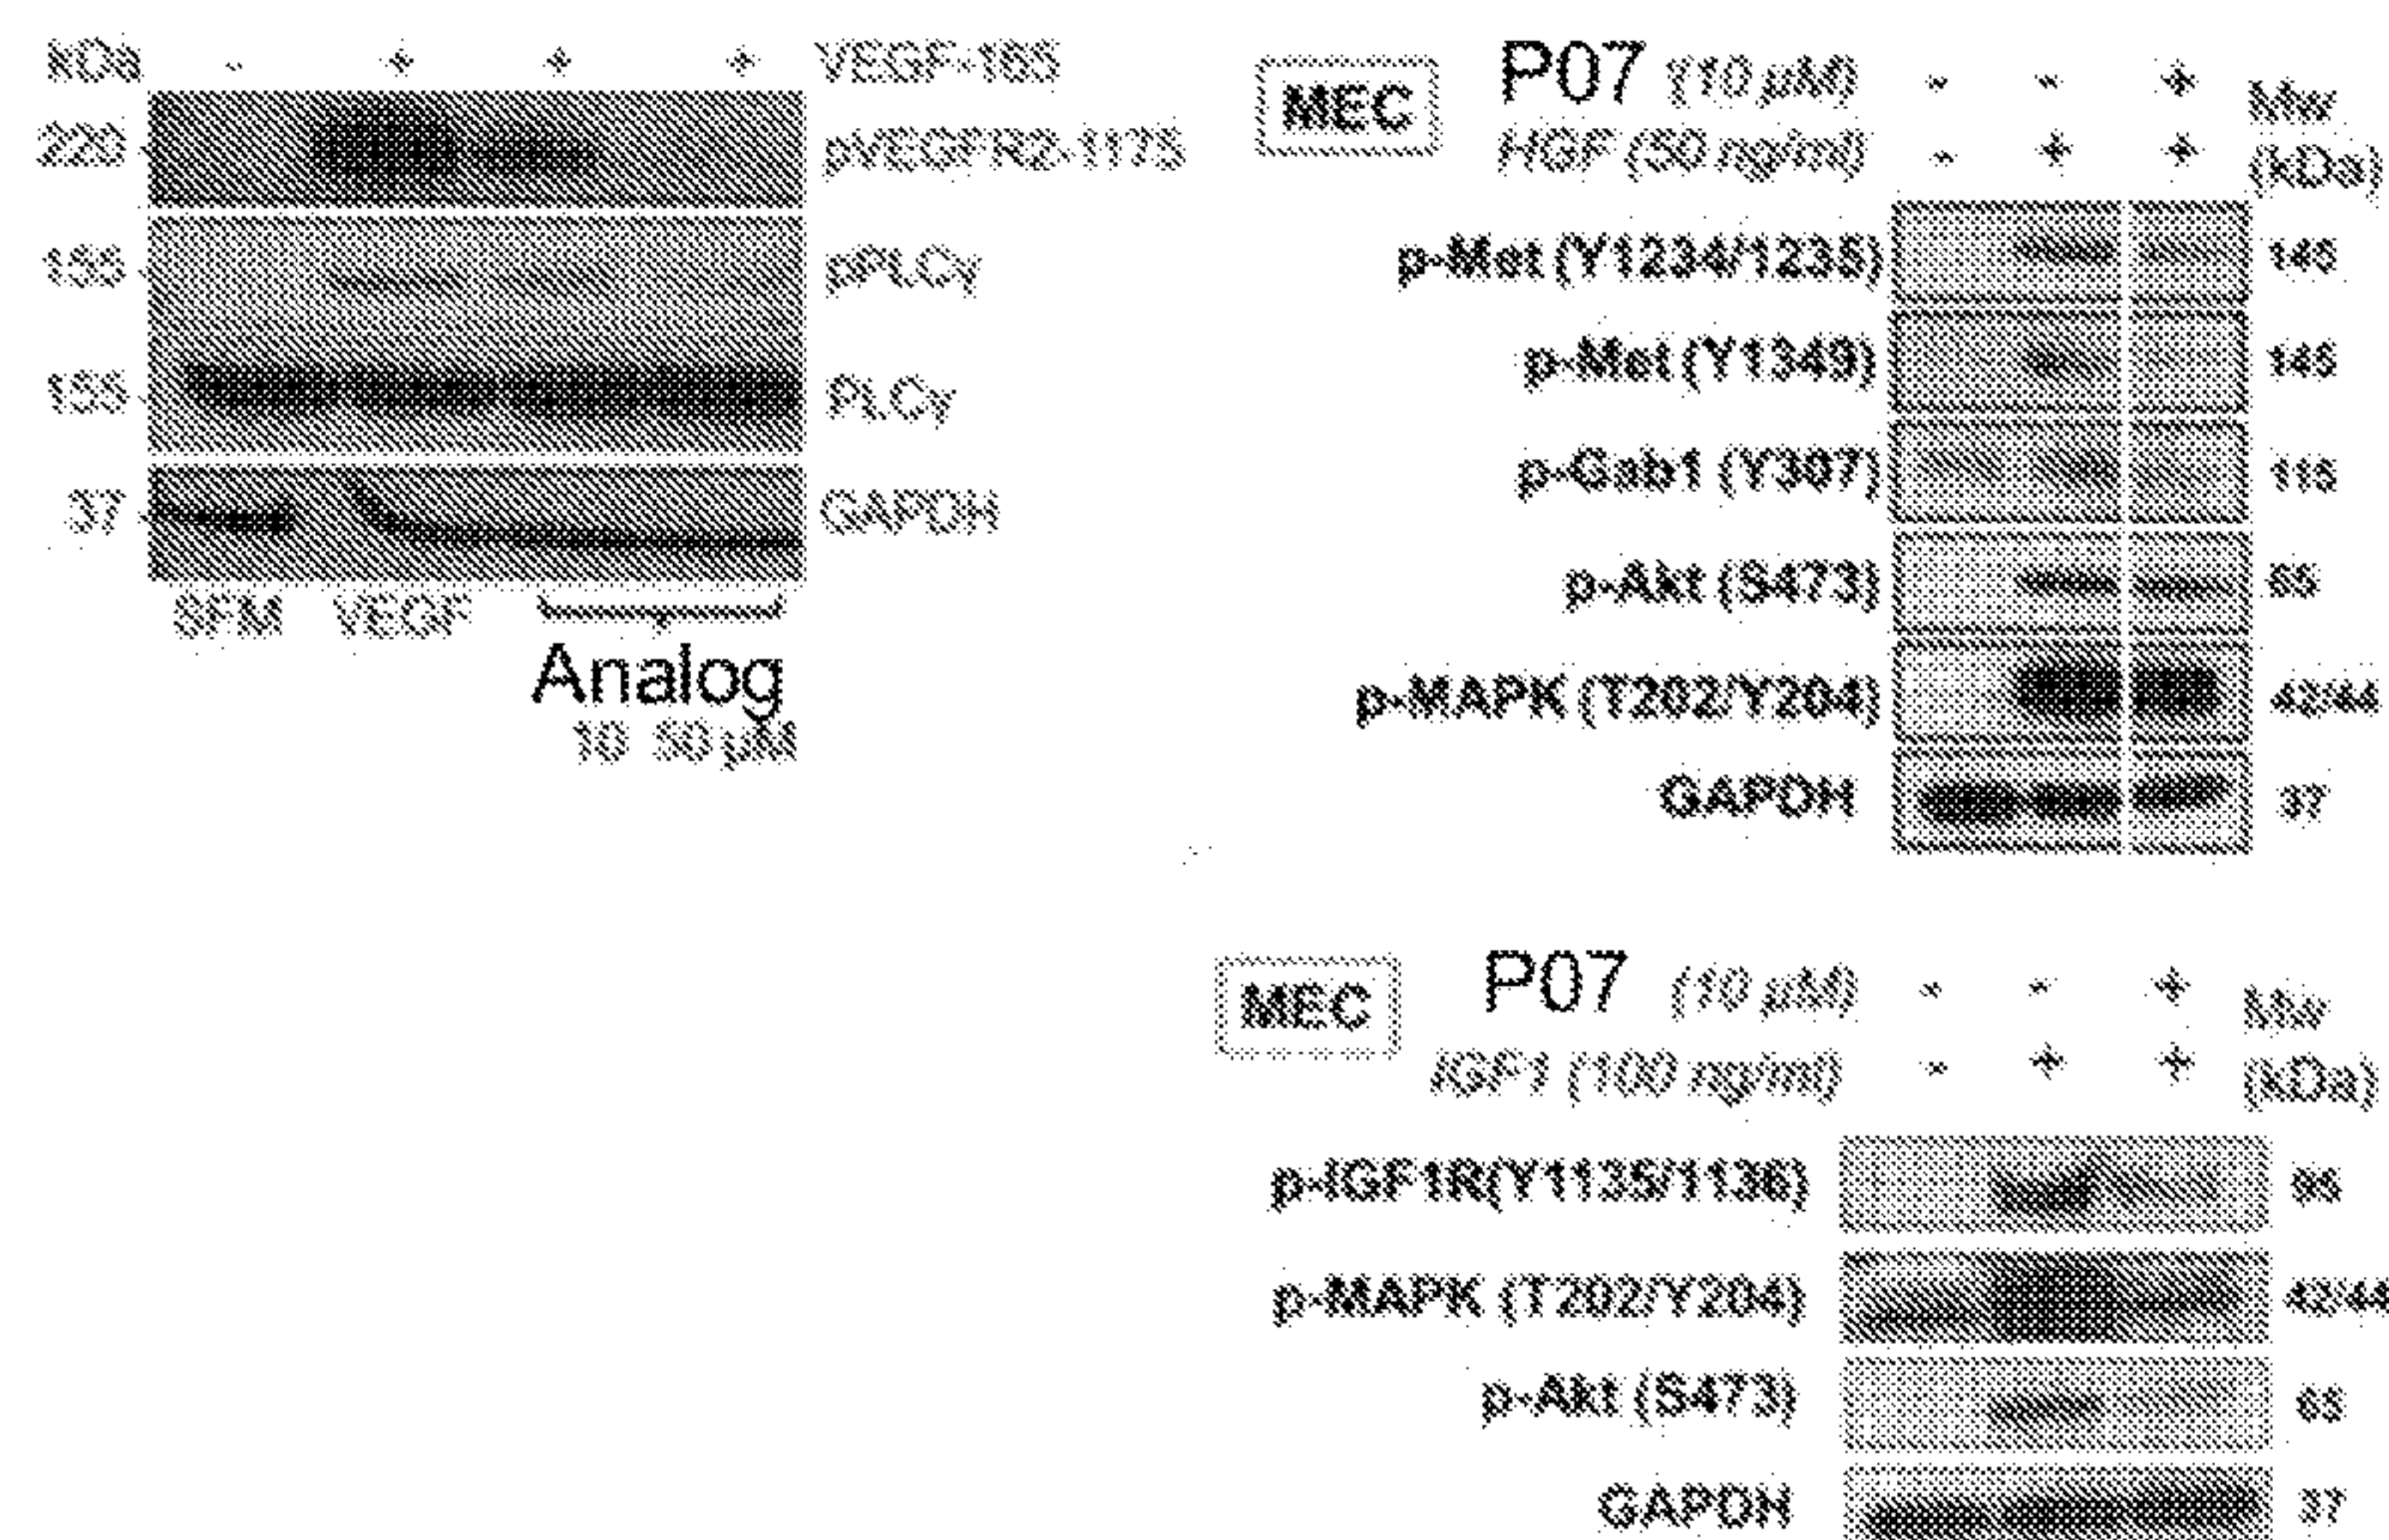 kDa - + + + VEGF-165
220 pVEGFR2-1175
155 pPLCγ
155 PLCγ
37 GAPDH
SFM VEGF
Analog
10 50 µM
MEC P07 (10 µM) - - + Mw
HGF (50 ng/ml) - + + (kDa)
p-Met (Y1234/1235) 145
p-Met (Y1349) 145
p-Gab1 (Y307) 115
p-Akt (S473) 65
p-MAPK (T202/Y204) 42/44
GAPDH 37
MEC P07 (10 µM) - - + Mw
IGF1 (100 ng/ml) - + + (kDa)
p-IGF1R(Y1135/1136) 95
p-MAPK (T202/Y204) 42/44
p-Akt (S473) 65
GAPDH 37